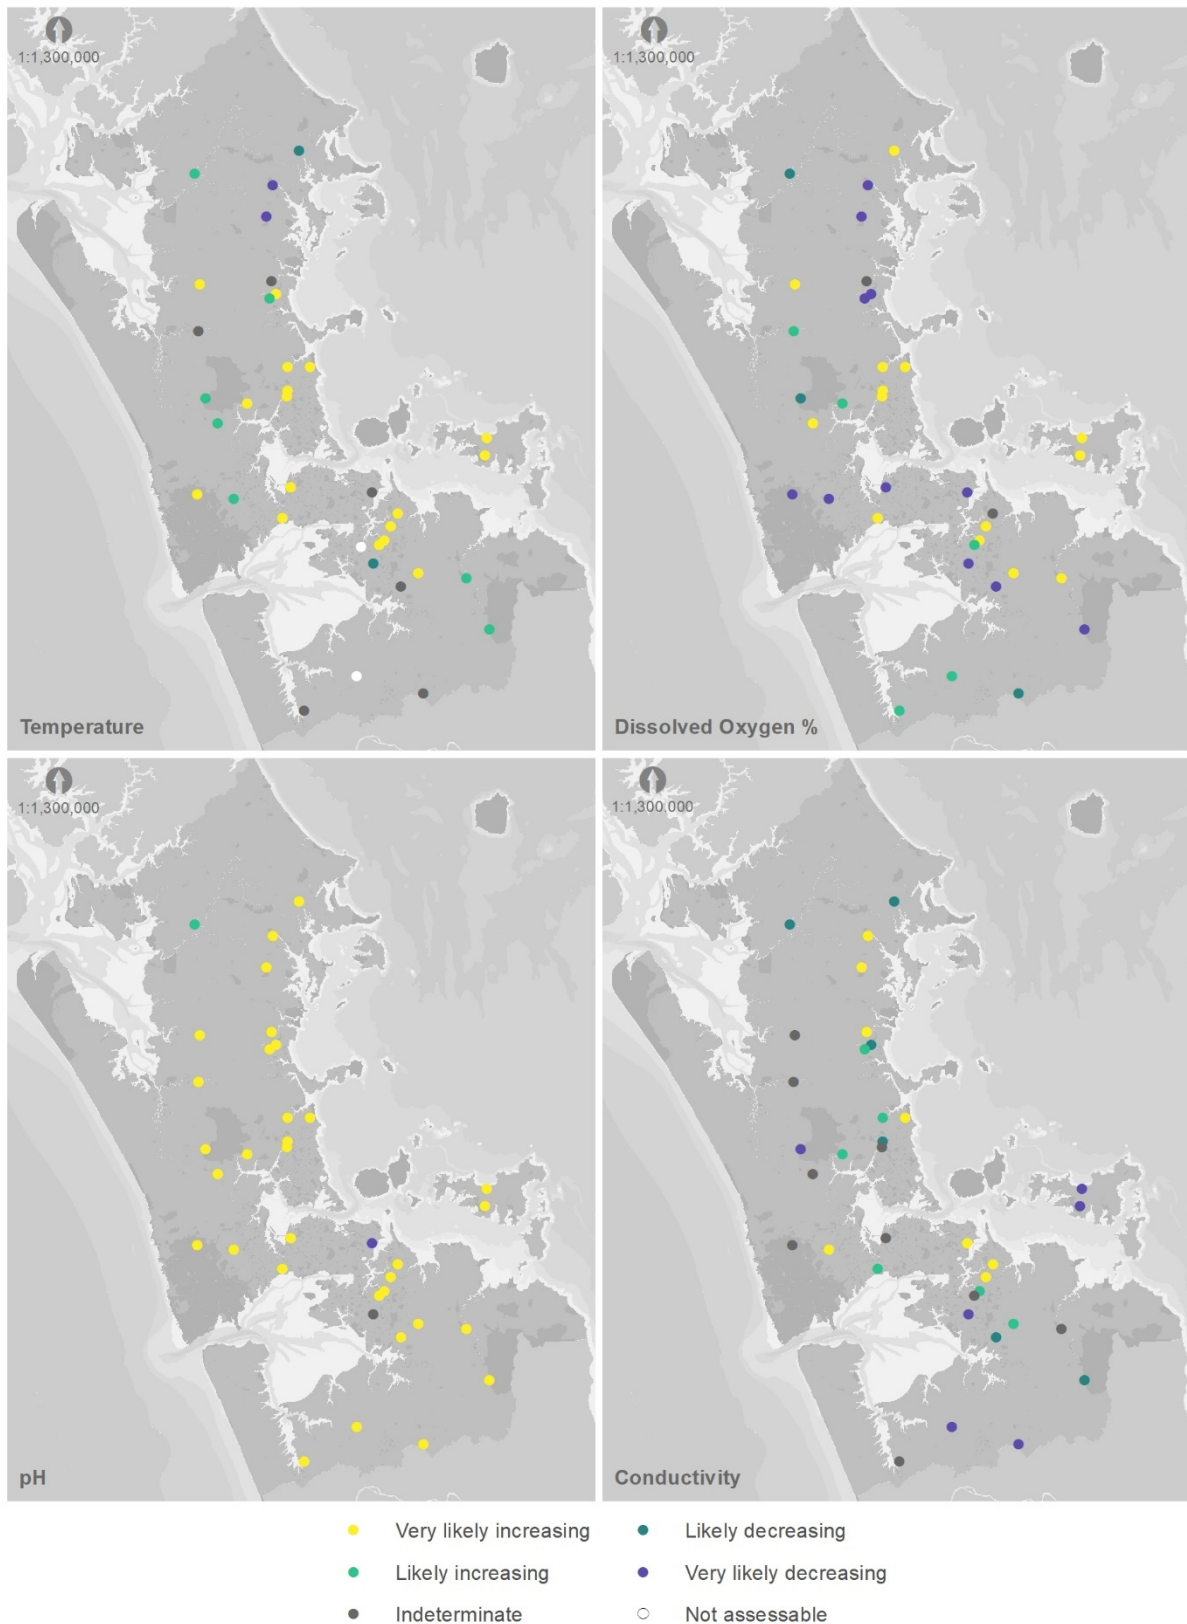 1:1,300,000
1:1,300,000
Temperature
Dissolved Oxygen %
1:1,300,000
1:1,300,000
pH
Conductivity
Very likely increasing
Likely decreasing
Likely increasing
Very likely decreasing
Indeterminate
Not assessable